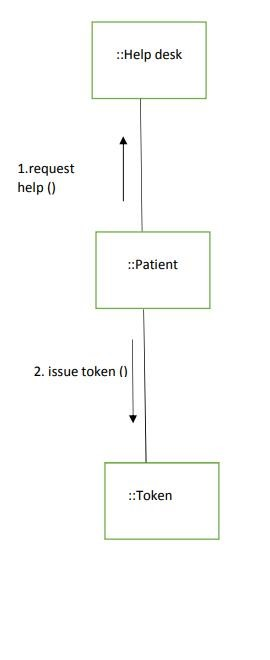 ::Help desk
1.request
help ()
::Patient
2. issue token ()
::Token